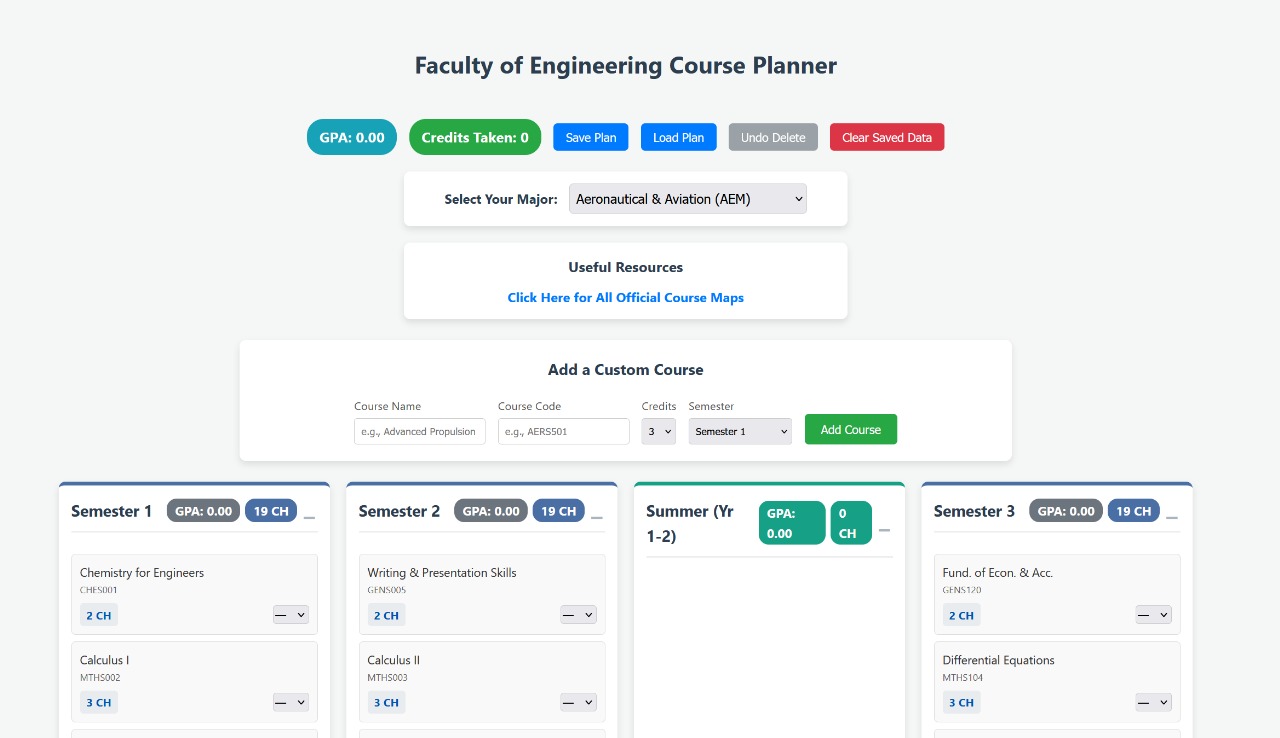 Faculty of Engineering Course Planner
GPA: 0.00 Credits Taken: 0 Save Plan Load Plan Undo Delete Clear Saved Data
Select Your Major: Aeronautical & Aviation (AEM)
Useful Resources
Click Here for All Official Course Maps
Add a Custom Course
Course Name Course Code Credits Semester
e.g., Advanced Propulsion e.g., AERS501 3 Semester 1 Add Course
Semester 1 GPA: 0.00 19 CH
Chemistry for Engineers
CHES001
2 CH —
Calculus I
MTHS002
3 CH —
Semester 2 GPA: 0.00 19 CH
Writing & Presentation Skills
GENS005
2 CH —
Calculus II
MTHS003
3 CH —
Summer (Yr
1-2)
GPA:
0.00
0
CH
Semester 3 GPA: 0.00 19 CH
Fund. of Econ. & Acc.
GENS120
2 CH —
Differential Equations
MTHS104
3 CH —